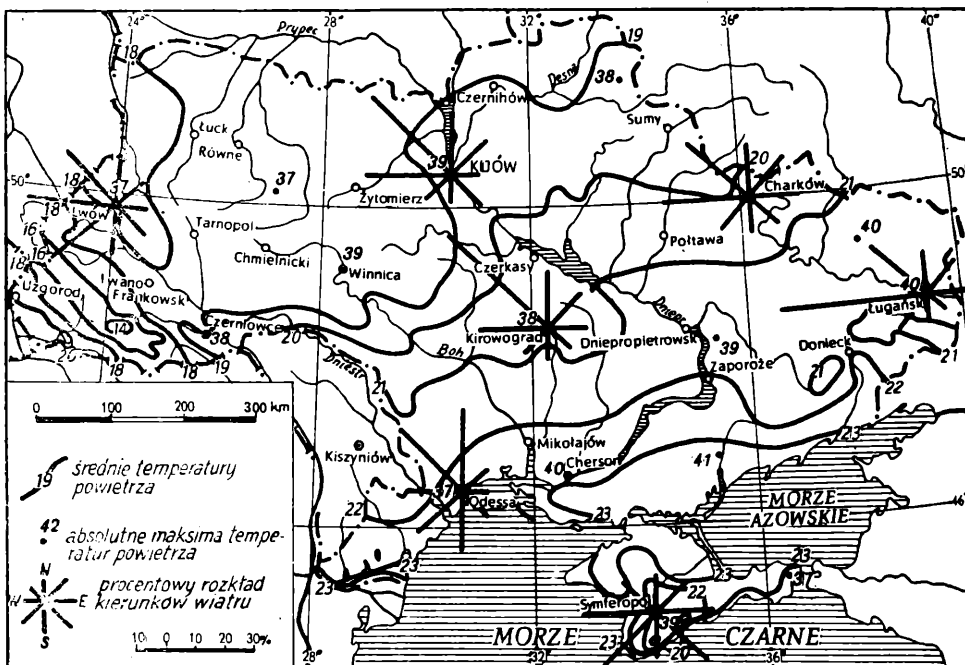 24° 28 32 36 40°
18
Prypeć
19
Desna
38
Czernihów
Sumy
Łuck
Równe
39
KIJÓW
20
Charków
21
50
50
18
37
37
Żytomierz
18
Lwów
40
16
Tarnopol
Połtawa
16
Chmielnicki
39
Winnica
Czerkasy
18
Użgorod
Iwano
Frankowsk
40
Ługańsk
14
Czerniowce
38
20
Dniestr
Boh
38
Kirowograd
Dniepr
Dniepropietrowsk
39
Donieck
21
20
18
18
19
21
Zaporoże
21
22
0 100 200 300 km
23
Mikołajów
Kiszyniów
40
Cherson
41
19
średnie temperatury
powietrza
37
Odessa
MORZE
AZOWSKIE
46
22
23
42
absolutne maksima tempe-
ratur powietrza
23
23
23
37
N
W E
S
procentowy rozkład
kierunków wiatru
22
Symferopol
39
10 0 10 20 30%
MORZE CZARNE
23
20
28° 32 36